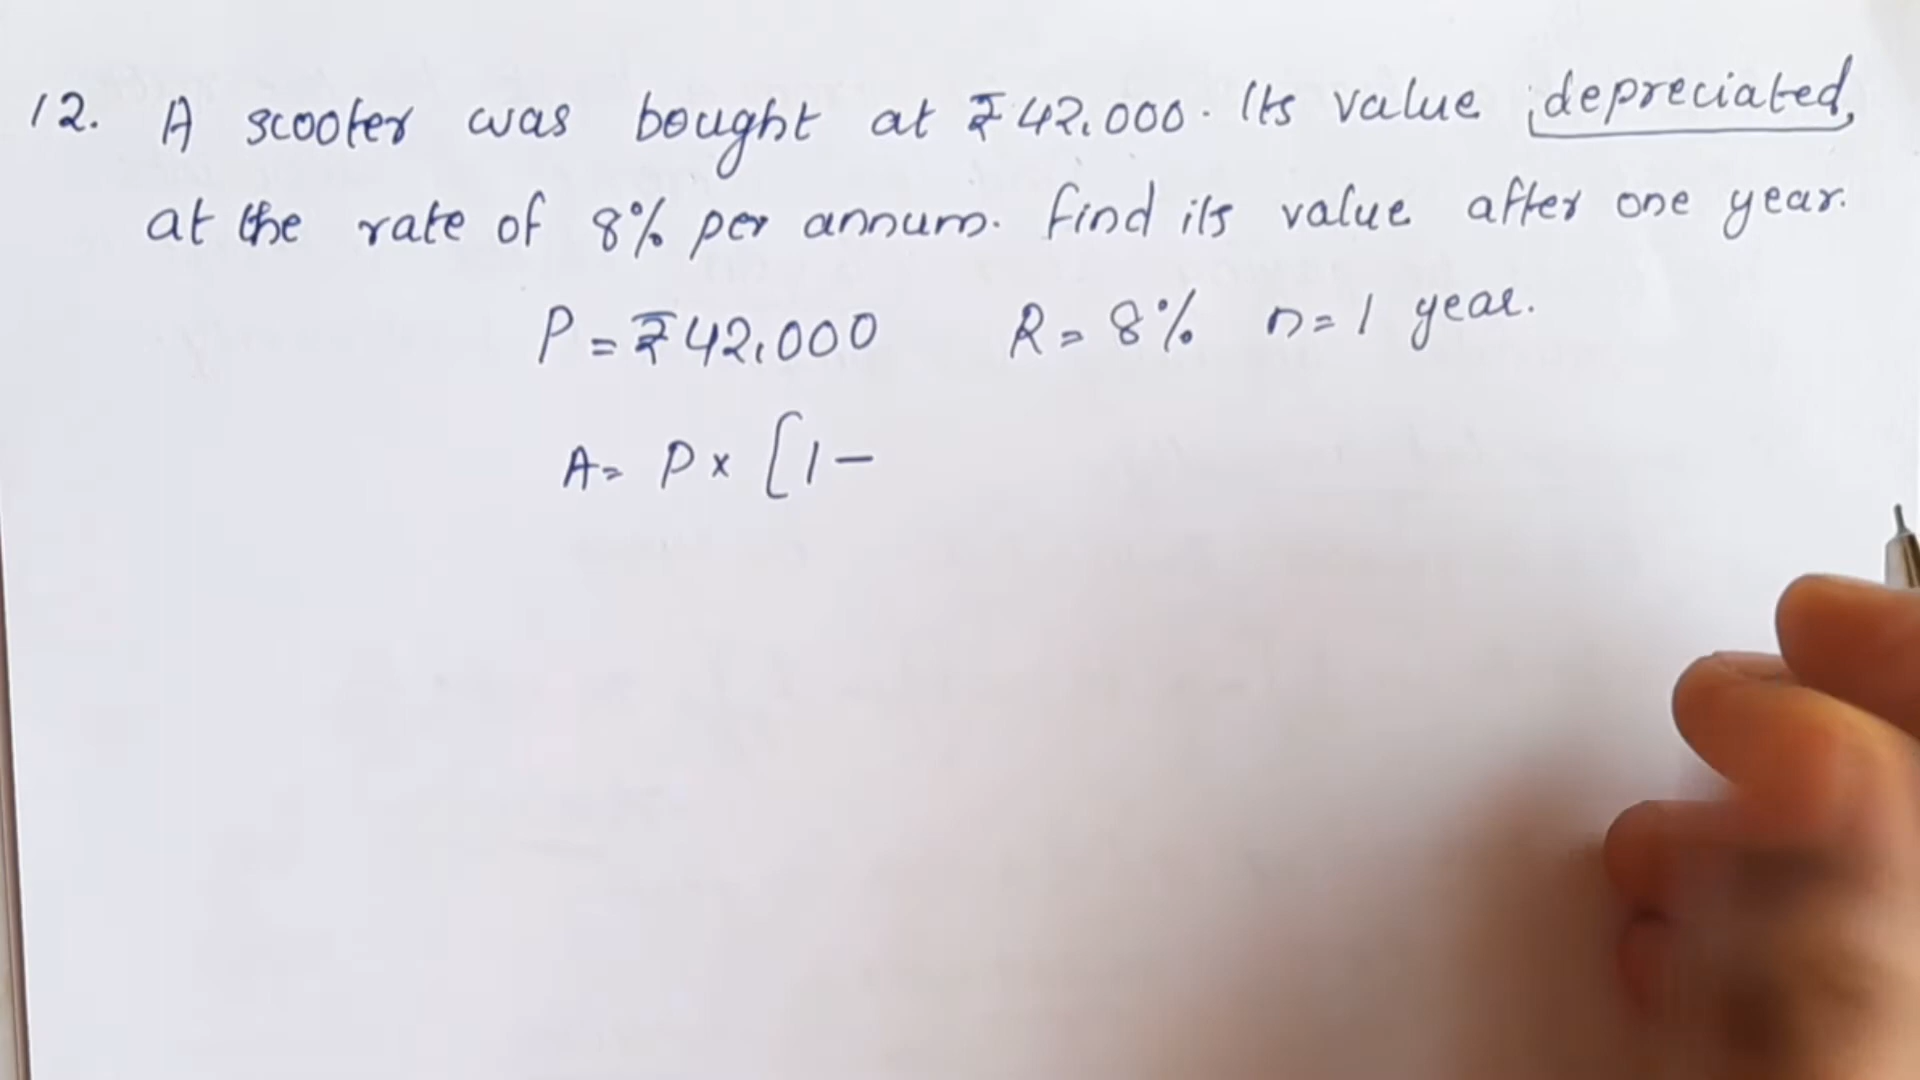 12. A scooter was bought at ₹42,000. Its value depreciated
at the rate of 8% per annum. Find its value after one year.
P = ₹42,000 R = 8% n = 1 year.
A = P × [1 −